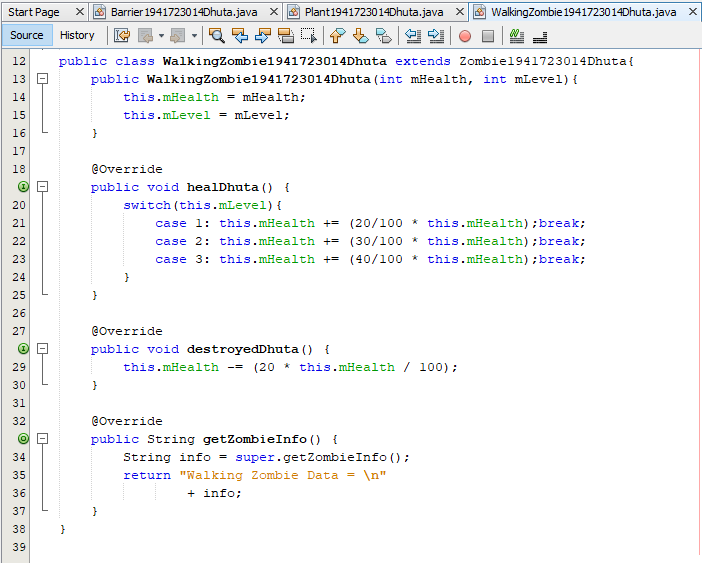 Start Page Barrier1941723014Dhuta.java Plant1941723014Dhuta.java WalkingZombie1941723014Dhuta.java
Source History
12 public class WalkingZombie1941723014Dhuta extends Zombie1941723014Dhuta{
13 public WalkingZombie1941723014Dhuta(int mHealth, int mLevel){
14 this.mHealth = mHealth;
15 this.mLevel = mLevel;
16 }
17
18 @Override
public void healDhuta() {
20 switch(this.mLevel){
21 case 1: this.mHealth += (20/100 * this.mHealth);break;
22 case 2: this.mHealth += (30/100 * this.mHealth);break;
23 case 3: this.mHealth += (40/100 * this.mHealth);break;
24 }
25 }
26
27 @Override
public void destroyedDhuta() {
29 this.mHealth -= (20 * this.mHealth / 100);
30 }
31
32 @Override
public String getZombieInfo() {
34 String info = super.getZombieInfo();
35 return "Walking Zombie Data = \n"
36 + info;
37 }
38 }
39